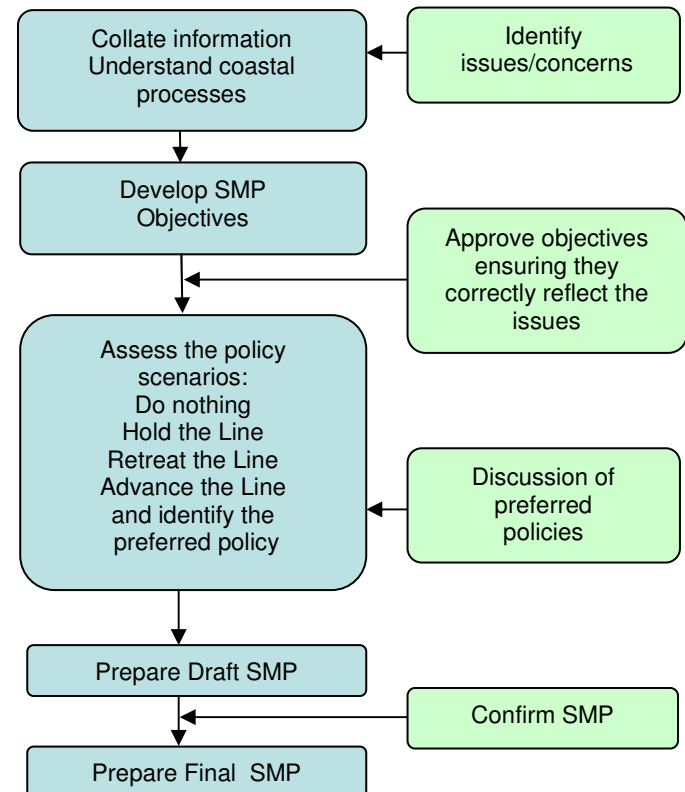 Collate information
Understand coastal
processes
Identify
issues/concerns
Develop SMP
Objectives
Approve objectives
ensuring they
correctly reflect the
issues
Assess the policy
scenarios:
Do nothing
Hold the Line
Retreat the Line
Advance the Line
and identify the
preferred policy
Discussion of
preferred
policies
Prepare Draft SMP
Confirm SMP
Prepare Final SMP